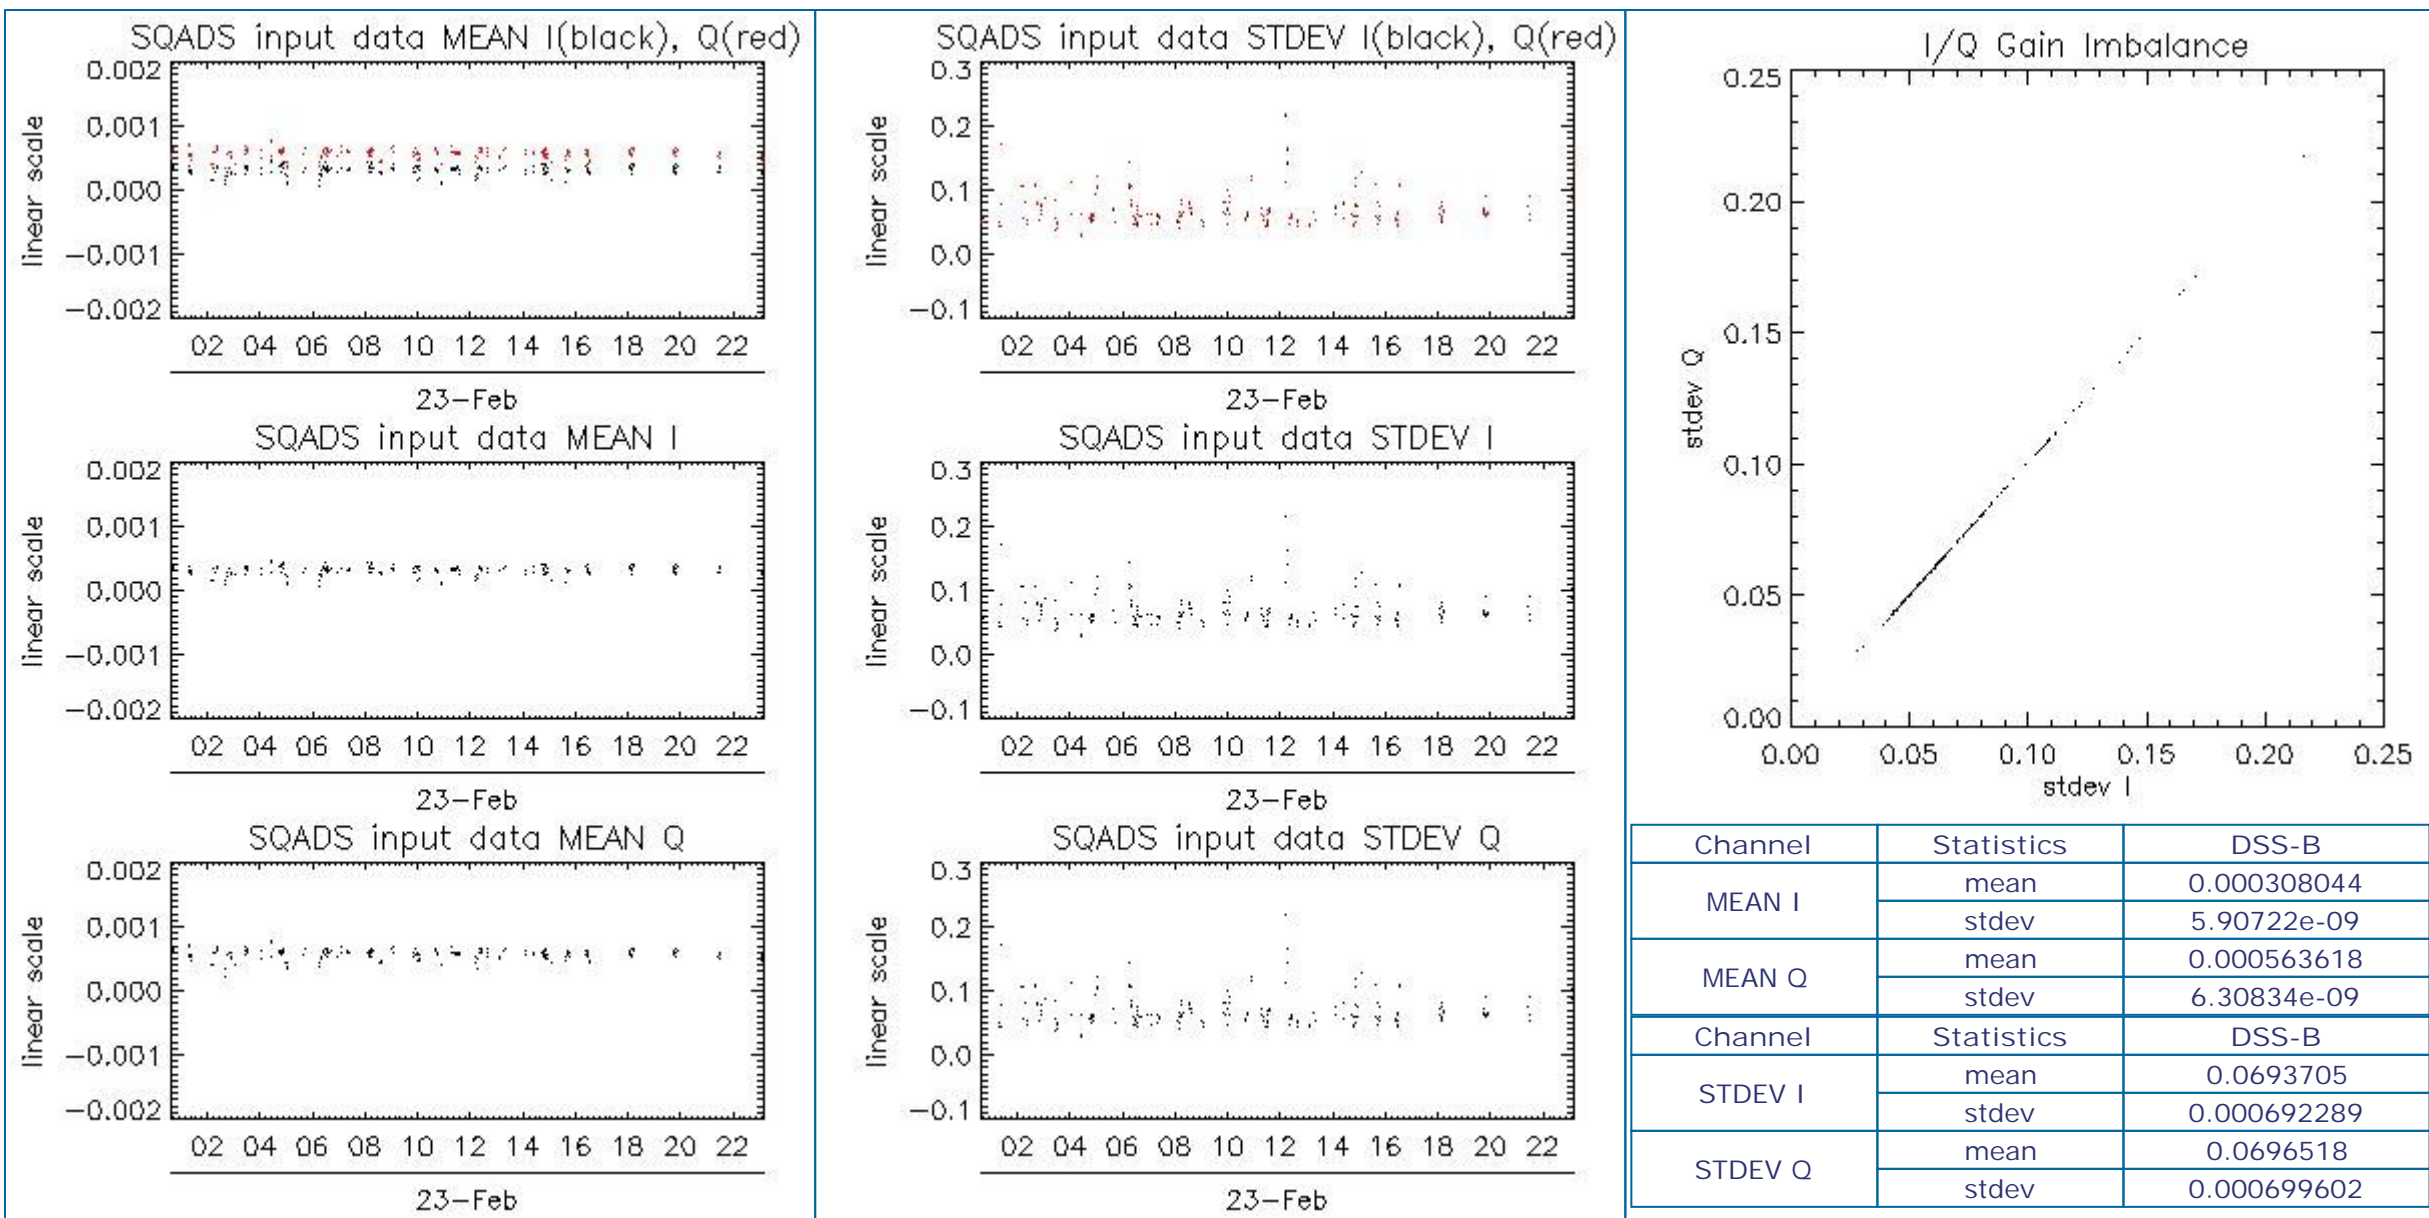 SQADS input data MEAN I(black), Q(red)
0.002
0.001
0.000
-0.001
-0.002
linear scale
02 04 06 08 10 12 14 16 18 20 22
23-Feb
SQADS input data MEAN I
0.002
0.001
0.000
-0.001
-0.002
linear scale
02 04 06 08 10 12 14 16 18 20 22
23-Feb
SQADS input data MEAN Q
0.002
0.001
0.000
-0.001
-0.002
linear scale
02 04 06 08 10 12 14 16 18 20 22
23-Feb
SQADS input data STDEV I(black), Q(red)
0.3
0.2
0.1
0.0
-0.1
linear scale
02 04 06 08 10 12 14 16 18 20 22
23-Feb
SQADS input data STDEV I
0.3
0.2
0.1
0.0
-0.1
linear scale
02 04 06 08 10 12 14 16 18 20 22
23-Feb
SQADS input data STDEV Q
0.3
0.2
0.1
0.0
-0.1
linear scale
02 04 06 08 10 12 14 16 18 20 22
23-Feb
I/Q Gain Imbalance
0.25
0.20
0.15
0.10
0.05
0.00
stdev Q
0.00 0.05 0.10 0.15 0.20 0.25
stdev I
Channel Statistics DSS-B
MEAN I mean 0.000308044
stdev 5.90722e-09
MEAN Q mean 0.000563618
stdev 6.30834e-09
Channel Statistics DSS-B
STDEV I mean 0.0693705
stdev 0.000692289
STDEV Q mean 0.0696518
stdev 0.000699602